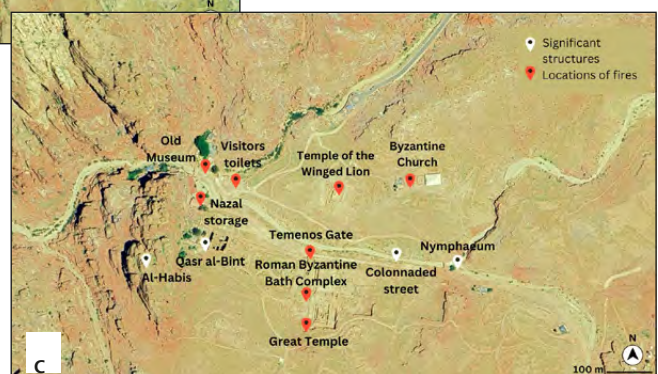 N
Significant
structures
Locations of fires
Old
Museum
Visitors
toilets
Temple of the
Winged Lion
Byzantine
Church
Nazal
storage
Temenos Gate
Nymphaeum
Qasr al-Bint
Al-Habis
Roman Byzantine
Bath Complex
Colonnaded
street
Great Temple
N
100 m
C